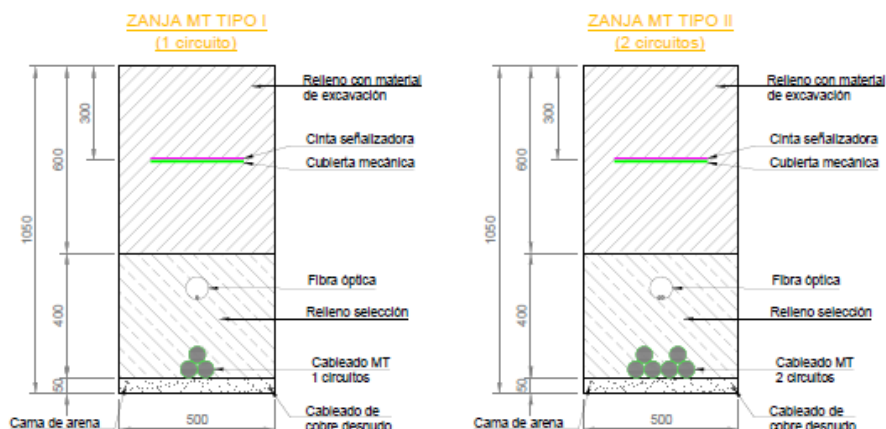 ZANJA MT TIPO I
(1 circuito)
1050
600
300
400
50
500
Relleno con material
de excavación
Cinta señalizadora
Cubierta mecánica
Fibra óptica
Relleno selección
Cableado MT
1 circuitos
Cama de arena
Cableado de
cobre desnudo
ZANJA MT TIPO II
(2 circuitos)
1050
600
300
400
50
500
Relleno con material
de excavación
Cinta señalizadora
Cubierta mecánica
Fibra óptica
Relleno selección
Cableado MT
2 circuitos
Cama de arena
Cableado de
cobre desnudo